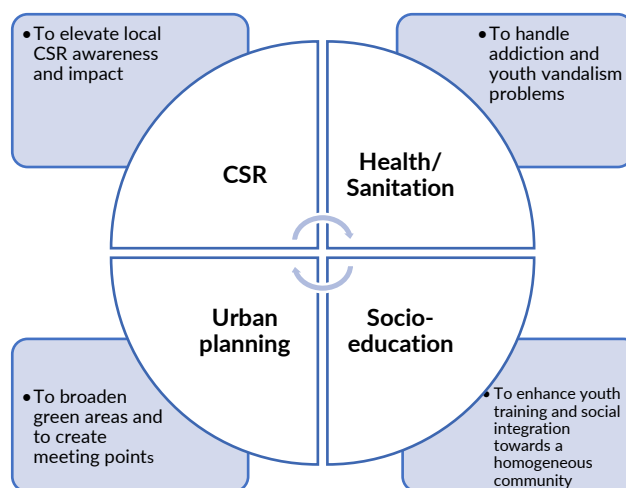 •To elevate local
CSR awareness
and impact
•To handle
addiction and
youth vandalism
problems
CSR
Health/
Sanitation
Urban
planning
Socio-
education
•To broaden
green areas and
to create
meeting points
•To enhance youth
training and social
integration
towards a
homogeneous
community